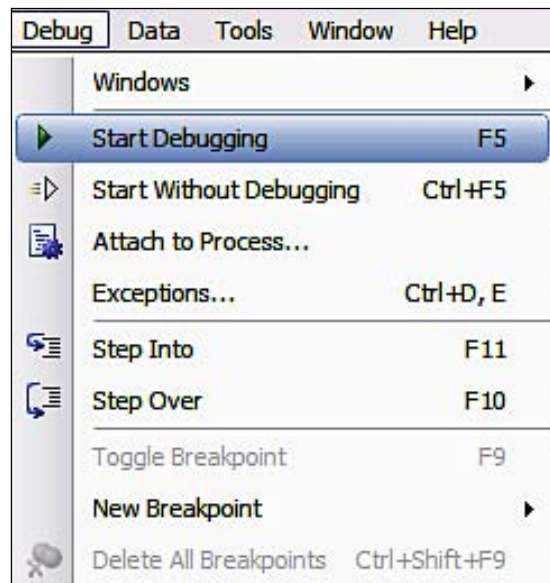 Debug Data Tools Window Help
Windows
Start Debugging F5
Start Without Debugging Ctrl+F5
Attach to Process...
Exceptions... Ctrl+D, E
Step Into F11
Step Over F10
Toggle Breakpoint F9
New Breakpoint
Delete All Breakpoints Ctrl+Shift+F9